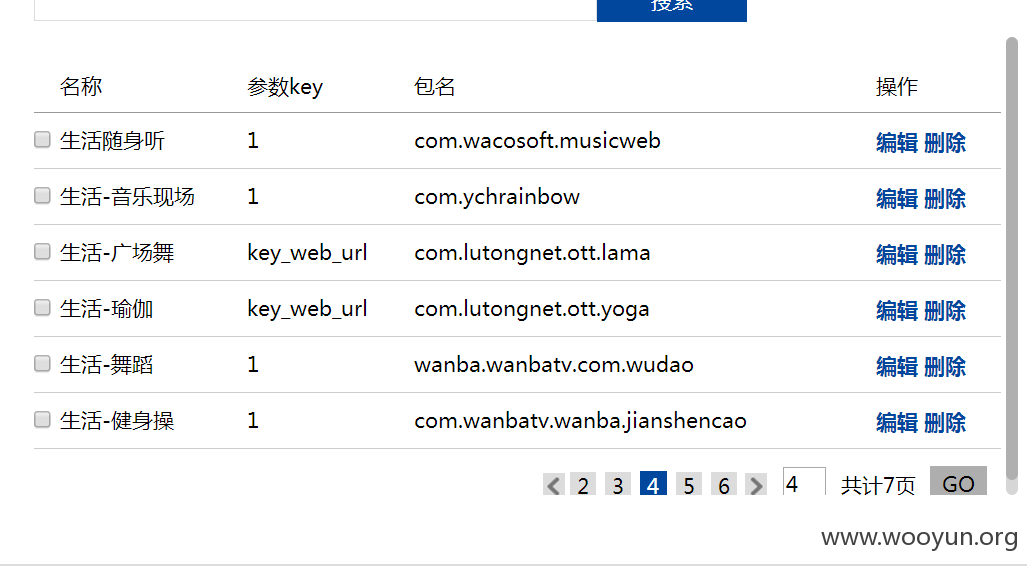 搜索
名称 参数key 包名 操作
生活随身听 1 com.wacosoft.musicweb 编辑 删除
生活-音乐现场 1 com.ychrainbow 编辑 删除
生活-广场舞 key_web_url com.lutongnet.ott.lama 编辑 删除
生活-瑜伽 key_web_url com.lutongnet.ott.yoga 编辑 删除
生活-舞蹈 1 wanba.wanbatv.com.wudao 编辑 删除
生活-健身操 1 com.wanbatv.wanba.jianshencao 编辑 删除
2 3 4 5 6 4 共计7页 GO
www.wooyun.org